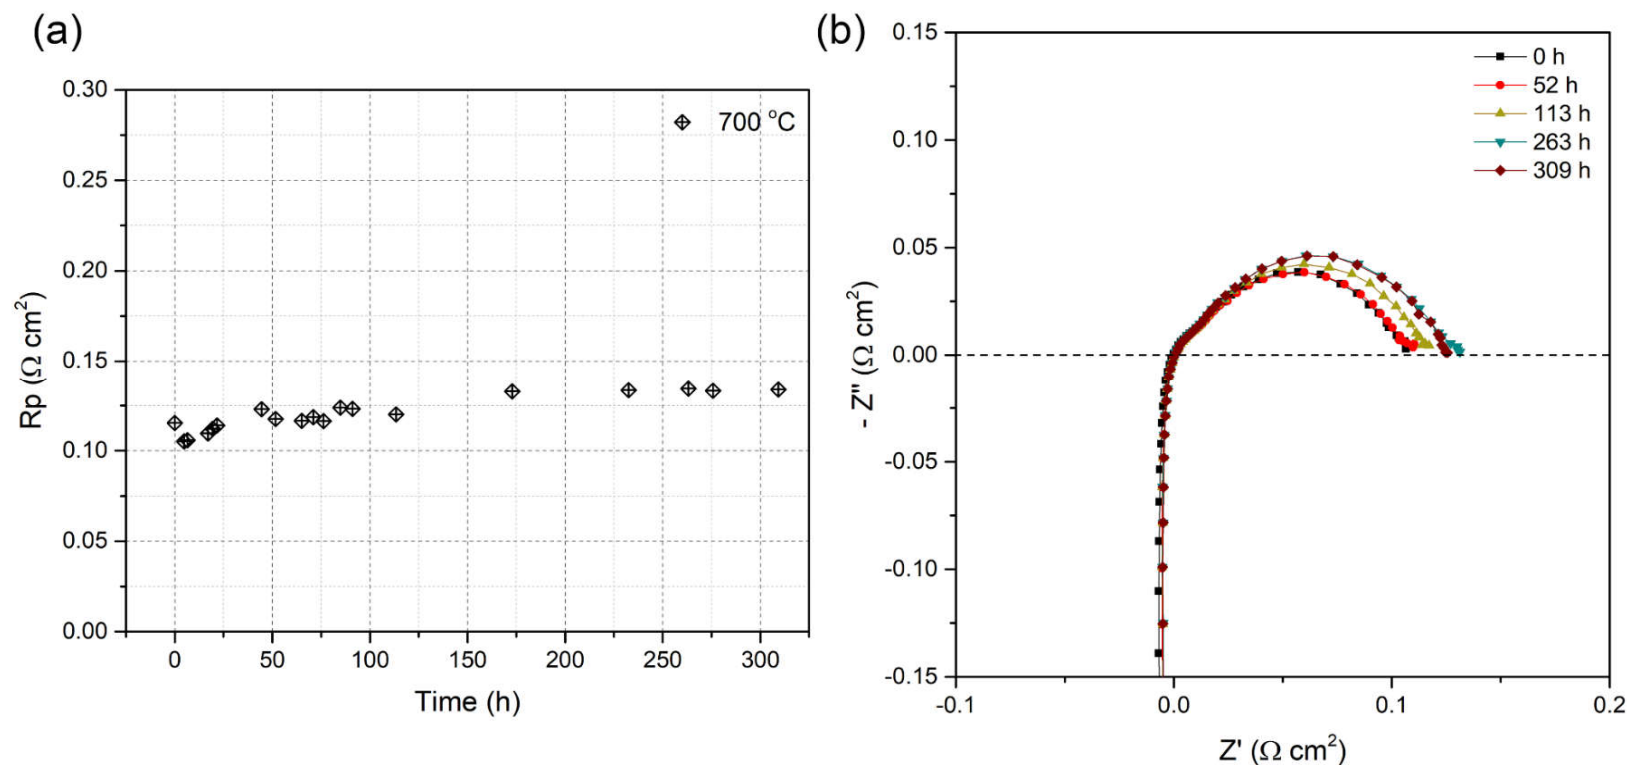 (a)
0.30
0.25
0.20
0.15
0.10
0.05
0.00
Rp (Ω cm²)
0
50
100
150
200
250
300
Time (h)
700 °C
(b)
0.15
0.10
0.05
0.00
-0.05
-0.10
-0.15
- Z" (Ω cm²)
-0.1
0.0
0.1
0.2
Z' (Ω cm²)
0 h
52 h
113 h
263 h
309 h